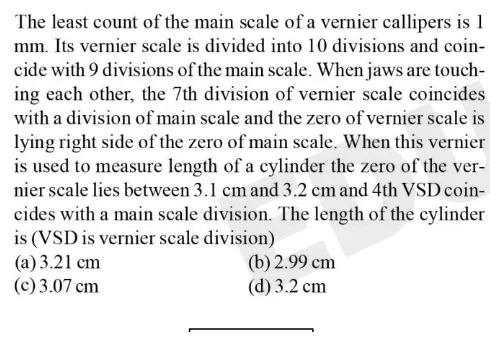 The least count of the main scale of a vernier callipers is 1
mm. Its vernier scale is divided into 10 divisions and coin-
cide with 9 divisions of the main scale. When jaws are touch-
ing each other, the 7th division of vernier scale coincides
with a division of main scale and the zero of vernier scale is
lying right side of the zero of main scale. When this vernier
is used to measure length of a cylinder the zero of the ver-
nier scale lies between 3.1 cm and 3.2 cm and 4th VSD coin-
cides with a main scale division. The length of the cylinder
is (VSD is vernier scale division)
(a) 3.21 cm (b) 2.99 cm
(c) 3.07 cm (d) 3.2 cm
EDU